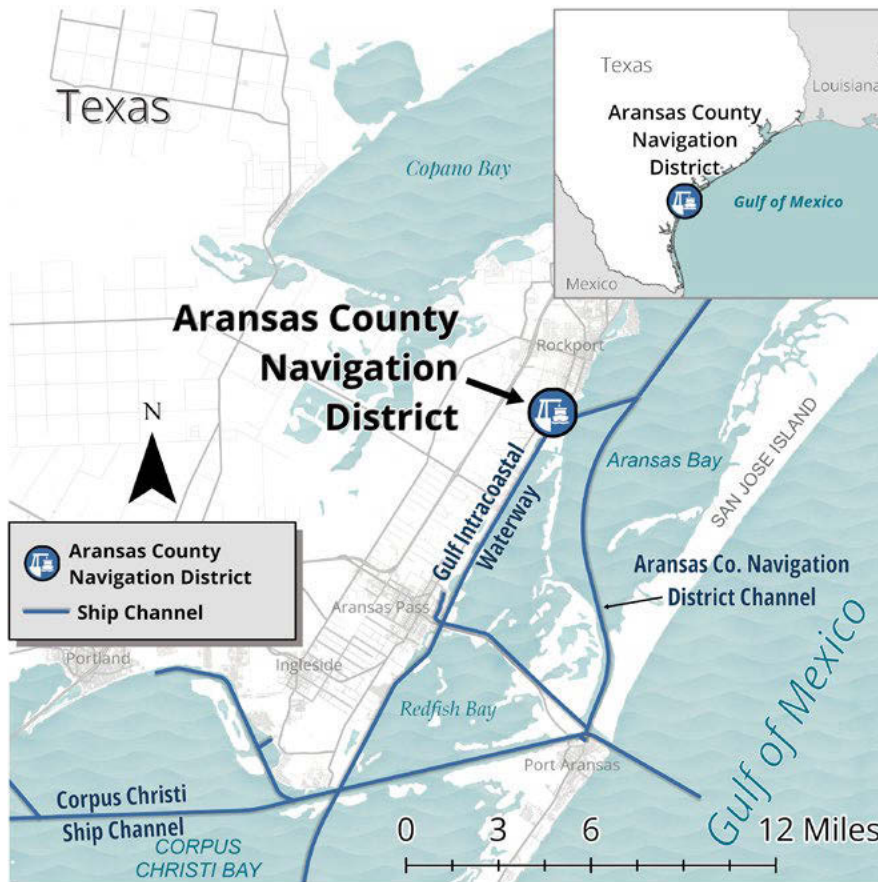 Texas
Copano Bay
Texas
Louisiana
Aransas County
Navigation
District
Gulf of Mexico
Mexico
Aransas County
Navigation
District
Rockport
N
Aransas Bay
SAN JOSE ISLAND
Gulf Intracoastal
Waterway
Aransas County
Navigation District
Ship Channel
Aransas Co. Navigation
District Channel
Aransas Pass
Portland
Ingleside
Redfish Bay
Gulf of Mexico
Port Aransas
Corpus Christi
Ship Channel
CORPUS
CHRISTI BAY
0 3 6 12 Miles